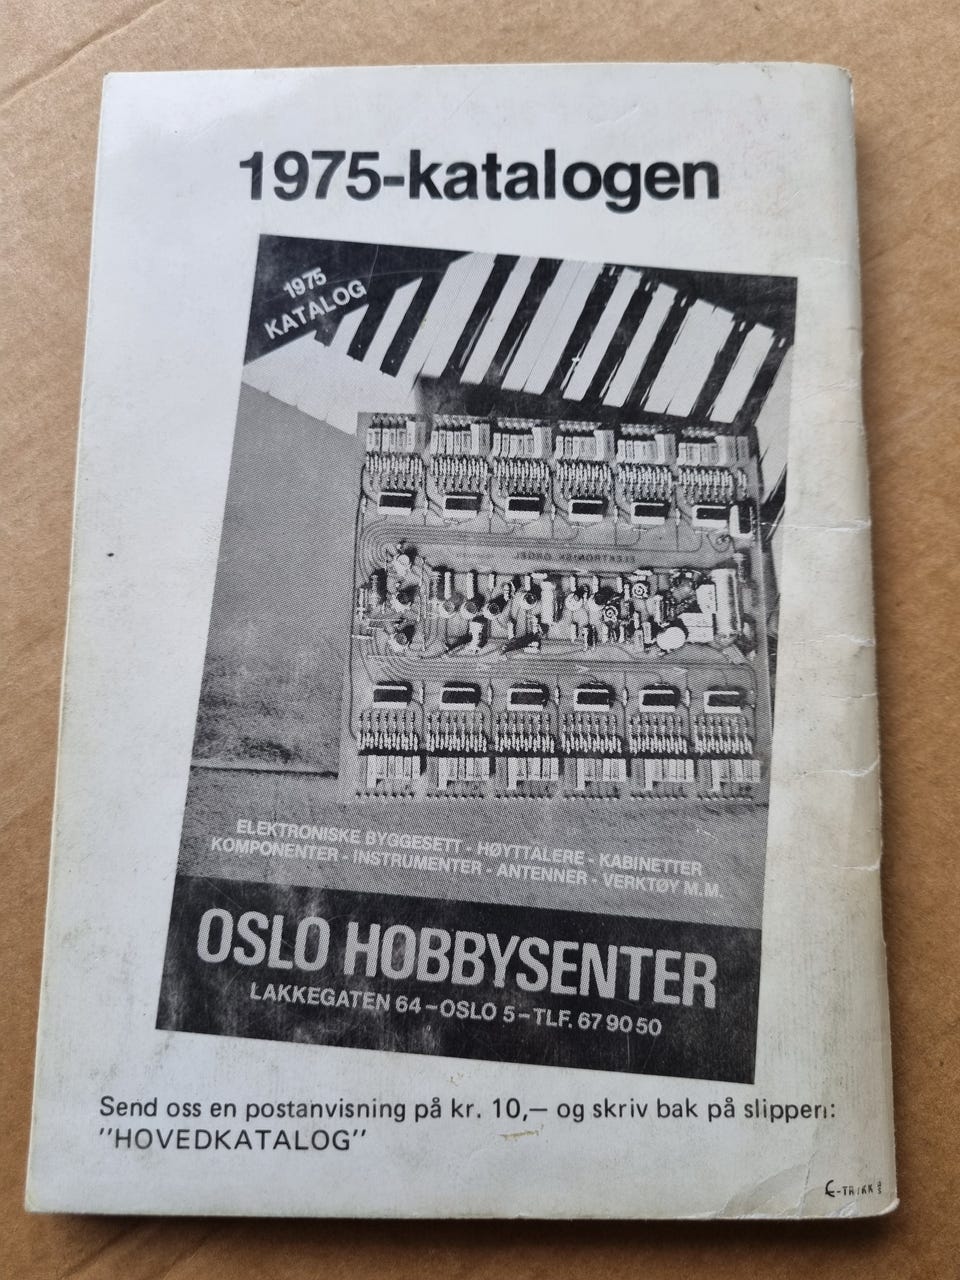 1975-katalogen
1975
KATALOG
ELEKTRONISKE BYGGESETT - HØYTTALERE - KABINETTER
KOMPONENTER - INSTRUMENTER - ANTENNER - VERKTØY M.M.
OSLO HOBBYSENTER
LAKKEGATEN 64 – OSLO 5 – TLF. 67 90 50
Send oss en postanvisning på kr. 10,— og skriv bak på slippen:
"HOVEDKATALOG"